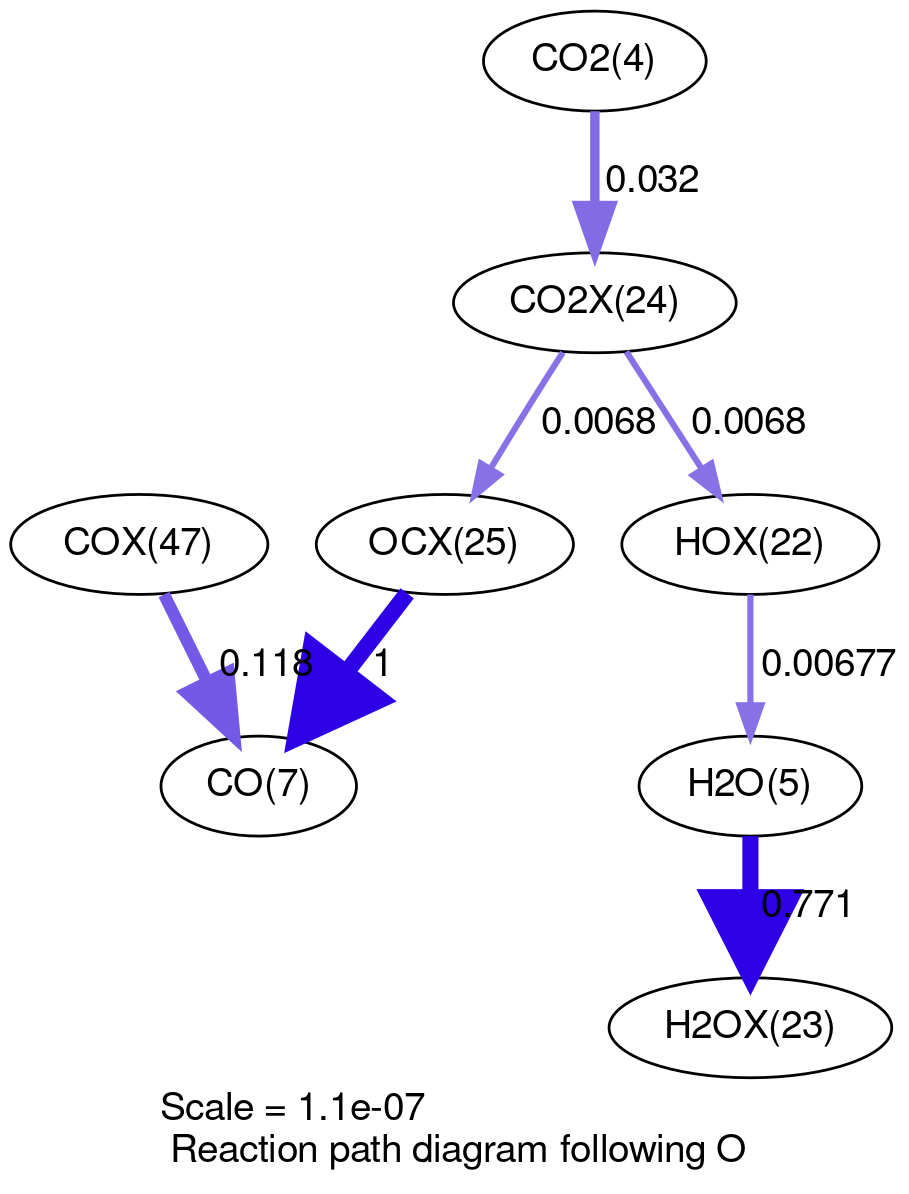 CO2(4)
0.032
CO2X(24)
0.0068
0.0068
COX(47)
OCX(25)
HOX(22)
0.118
1
0.00677
CO(7)
H2O(5)
0.771
H2OX(23)
Scale = 1.1e-07
Reaction path diagram following O